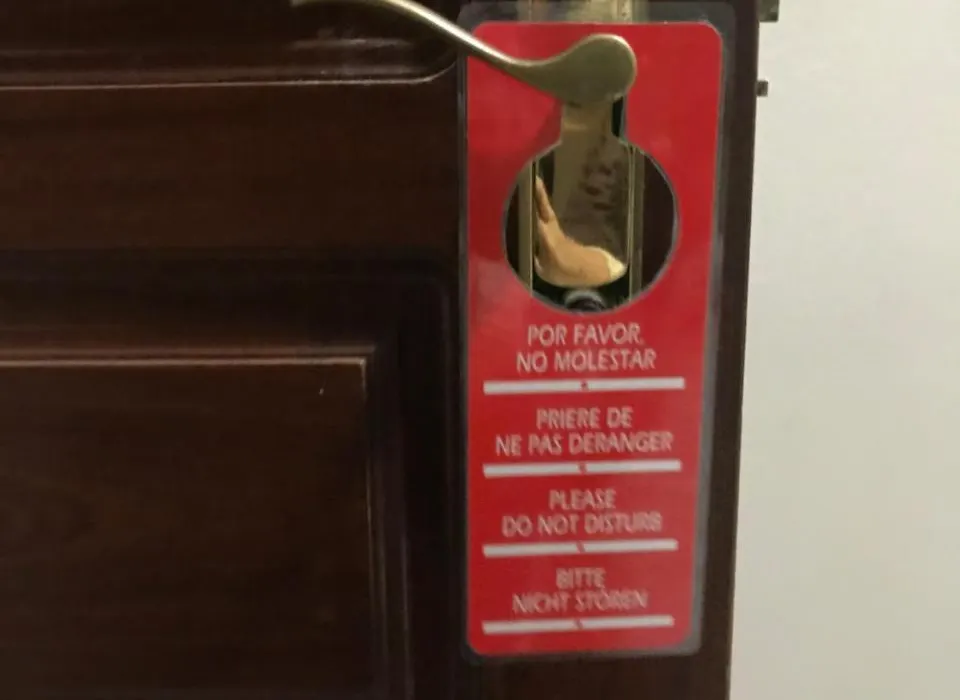 POR FAVOR,
NO MOLESTAR
PRIERE DE
NE PAS DERANGER
PLEASE
DO NOT DISTURB
BITTE
NICHT STÖREN